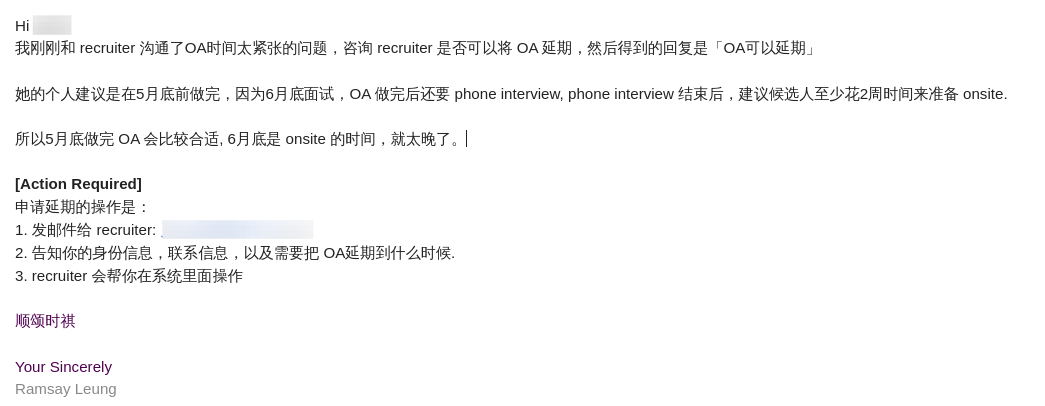 Hi
我刚刚和 recruiter 沟通了OA时间太紧张的问题，咨询 recruiter 是否可以将 OA 延期，然后得到的回复是「OA可以延期」
她的个人建议是在5月底前做完，因为6月底面试，OA 做完后还要 phone interview, phone interview 结束后，建议候选人至少花2周时间来准备 onsite.
所以5月底做完 OA 会比较合适, 6月底是 onsite 的时间，就太晚了。
[Action Required]
申请延期的操作是：
1. 发邮件给 recruiter:
2. 告知你的身份信息，联系信息，以及需要把 OA延期到什么时候.
3. recruiter 会帮你在系统里面操作
顺颂时祺
Your Sincerely
Ramsay Leung